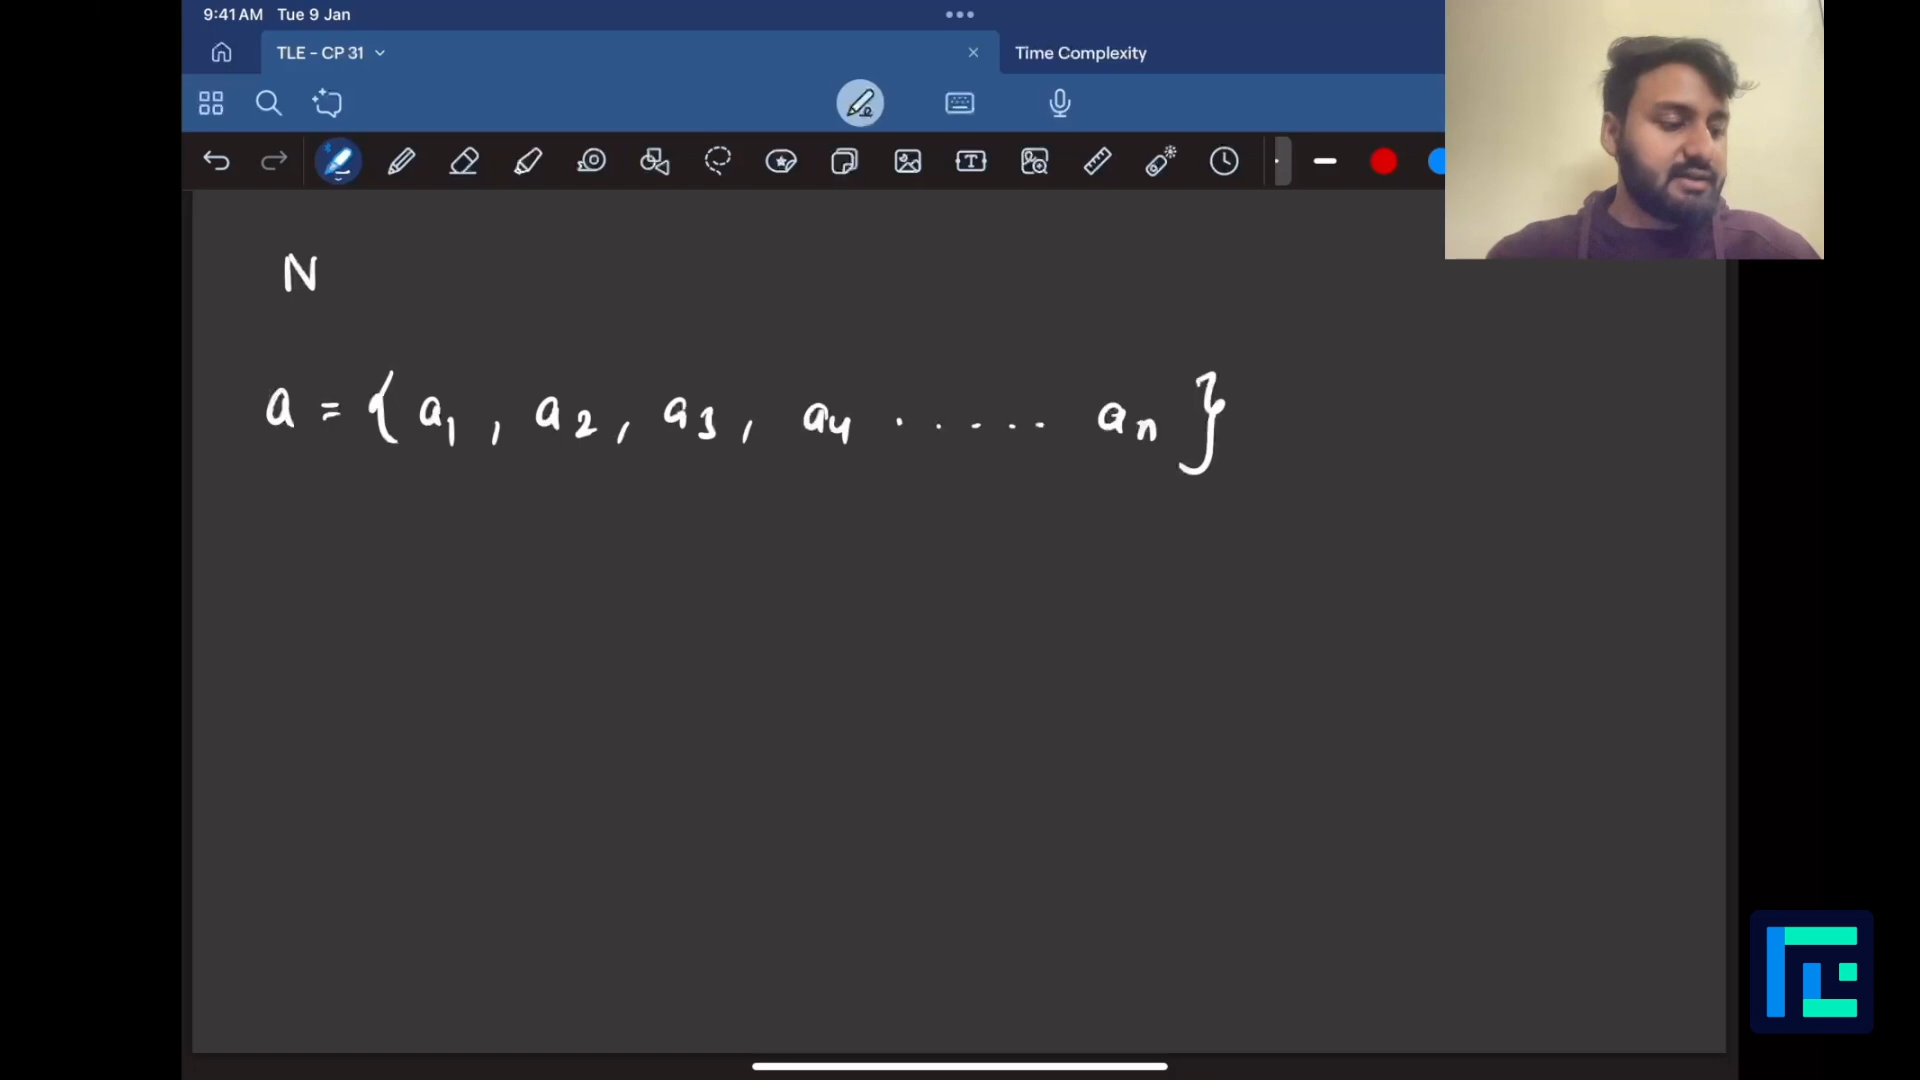 9:41 AM Tue 9 Jan
TLE - CP 31 Time Complexity
N
a = { a1 , a2 , a3 , a4 ...... an }